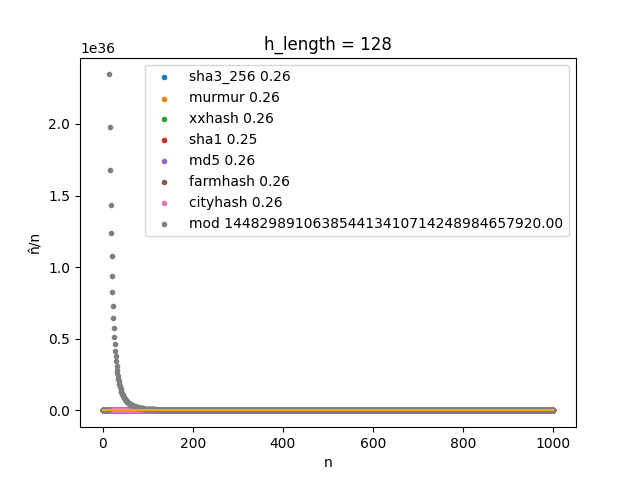 h_length = 128
1e36
sha3_256 0.26
murmur 0.26
xxhash 0.26
sha1 0.25
md5 0.26
farmhash 0.26
cityhash 0.26
mod 144829891063854413410714248984657920.00
2.0
1.5
1.0
0.5
0.0
n̂/n
0 200 400 600 800 1000
n